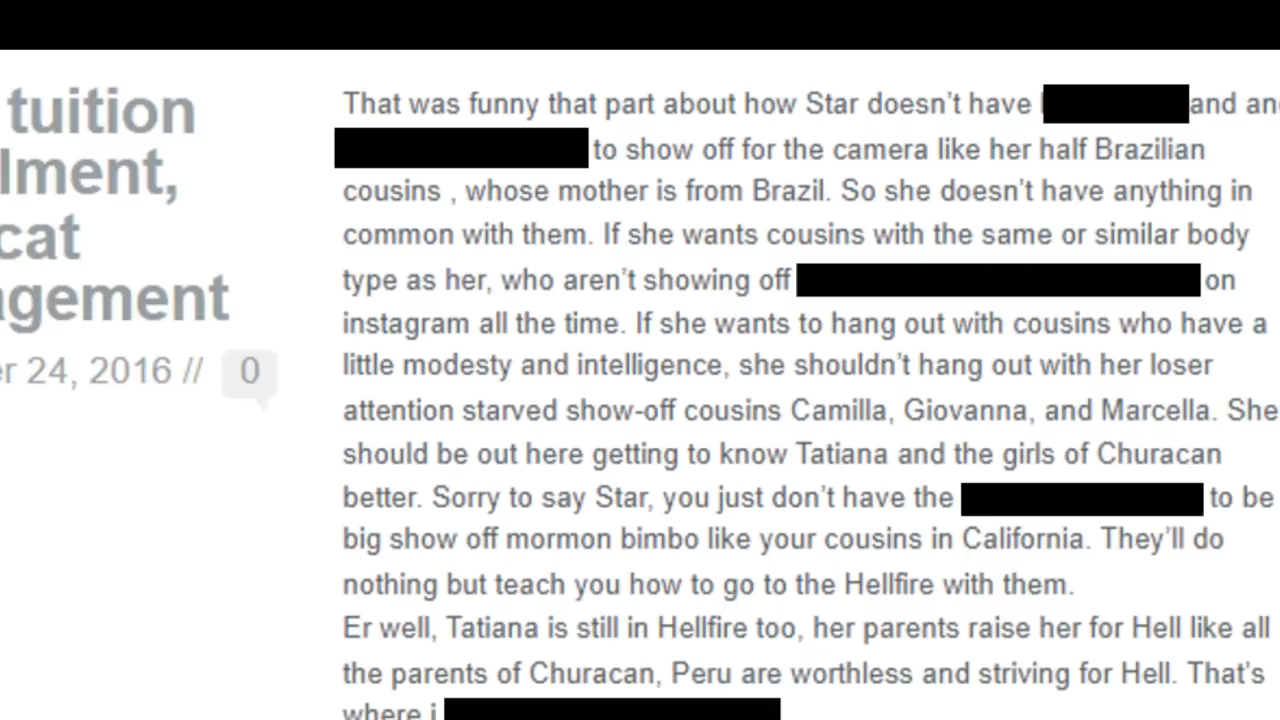 tuition
lment,
cat
agement
er 24, 2016 // 0
That was funny that part about how Star doesn't have and an
to show off for the camera like her half Brazilian
cousins , whose mother is from Brazil. So she doesn't have anything in
common with them. If she wants cousins with the same or similar body
type as her, who aren't showing off on
instagram all the time. If she wants to hang out with cousins who have a
little modesty and intelligence, she shouldn't hang out with her loser
attention starved show-off cousins Camilla, Giovanna, and Marcella. She
should be out here getting to know Tatiana and the girls of Churacan
better. Sorry to say Star, you just don't have the to be
big show off mormon bimbo like your cousins in California. They'll do
nothing but teach you how to go to the Hellfire with them.
Er well, Tatiana is still in Hellfire too, her parents raise her for Hell like all
the parents of Churacan, Peru are worthless and striving for Hell. That's
where i